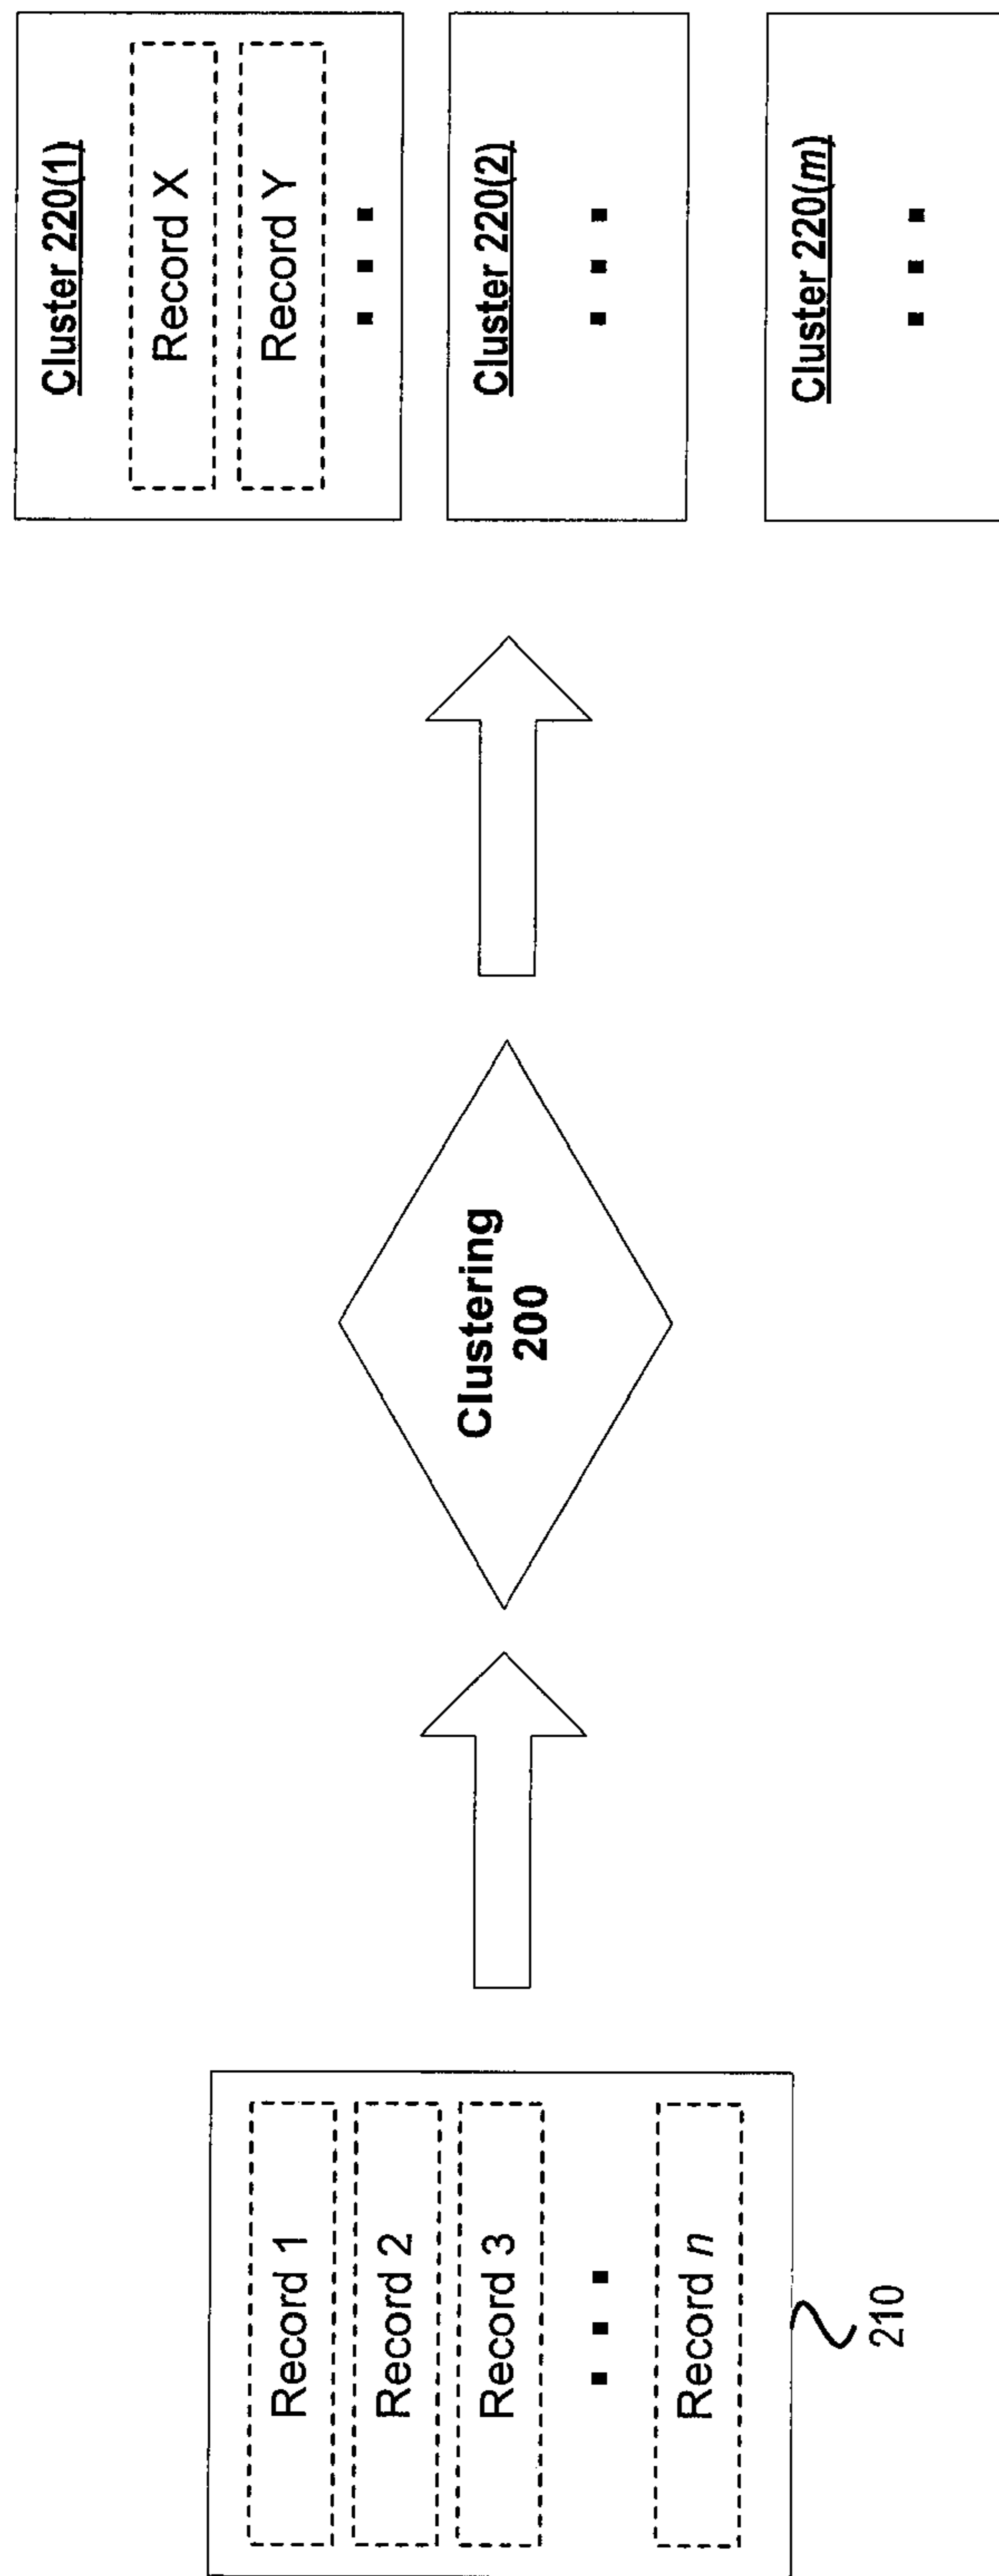 Record 1
Record 2
Record 3
Record n
210
Clustering
200
Cluster 220(1)
Record X
Record Y
Cluster 220(2)
Cluster 220(m)